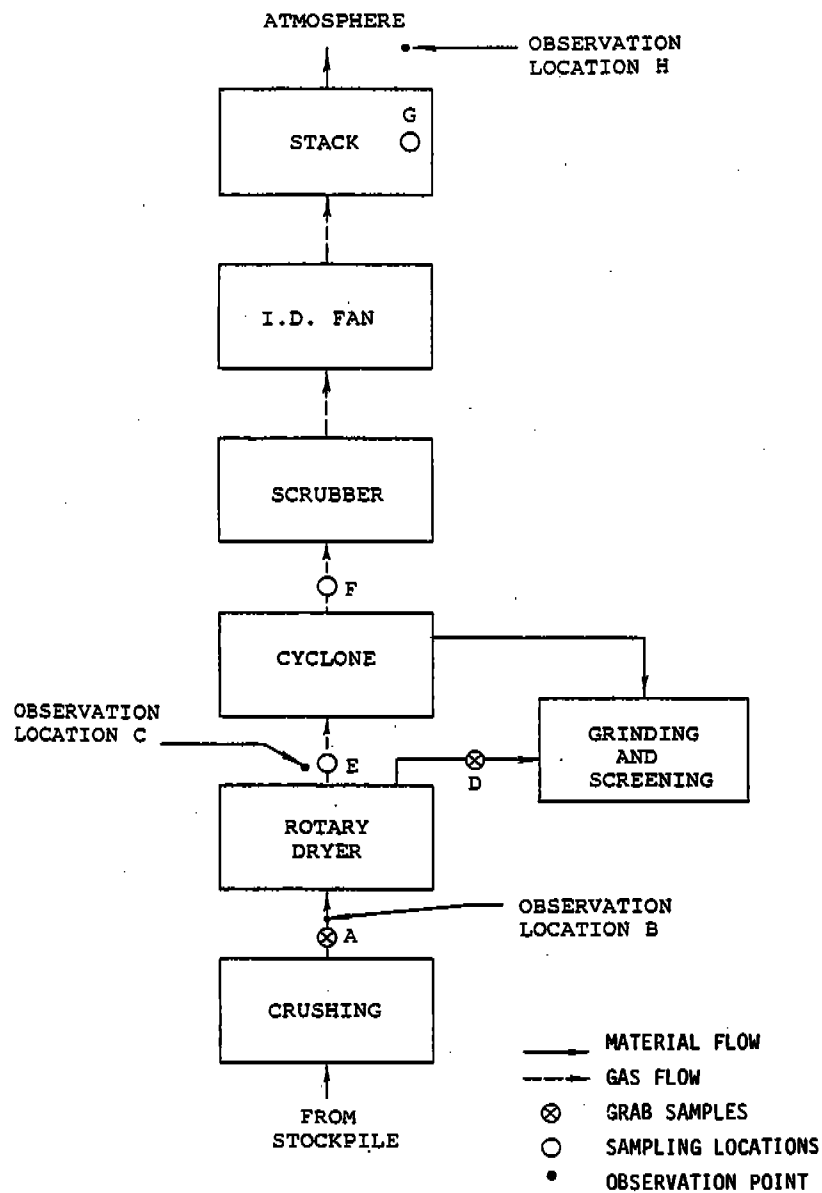 ATMOSPHERE
OBSERVATION
LOCATION H
G
STACK
I.D. FAN
SCRUBBER
F
CYCLONE
OBSERVATION
LOCATION C
E
GRINDING
AND
SCREENING
D
ROTARY
DRYER
OBSERVATION
LOCATION B
A
CRUSHING
FROM
STOCKPILE
MATERIAL FLOW
GAS FLOW
GRAB SAMPLES
SAMPLING LOCATIONS
OBSERVATION POINT